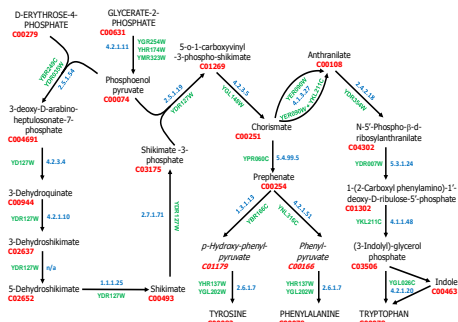 D-ERYTHROSE-4-
PHOSPHATE
C00279
GLYCERATE-2-
PHOSPHATE
C00631
4.2.1.11
YGR254W
YHR174W
YMR323W
YBR249C
YDR035W
2.5.1.54
Phosphoenol
pyruvate
C00074
5-o-1-carboxyvinyl
-3-phospho-shikimate
C01269
2.5.1.19
YDR127W
4.2.3.5
YGL148W
Anthranilate
C00108
YER090W
4.1.3.27
YER090W
YKL211C
2.4.2.18
YDR354W
3-deoxy-D-arabino-
heptulosonate-7-
phosphate
C004691
YD127W
4.2.3.4
Chorismate
C00251
YPR060C
5.4.99.5
N-5'-Phospho-β-d-
ribosylanthranilate
C04302
YDR007W
5.3.1.24
Shikimate -3-
phosphate
C03175
3-Dehydroquinate
C00944
YDR127W
4.2.1.10
2.7.1.71
YDR127W
Prephenate
C00254
1.3.1.13
YBR166C
YNL316C
4.2.1.51
1-(2-Carboxyl phenylamino)-1'-
deoxy-D-ribulose-5'-phosphate
C01302
YKL211C
4.1.1.48
3-Dehydroshikimate
C02637
YDR127W
n/a
p-Hydroxy-phenyl-
pyruvate
C01179
Phenyl-
pyruvate
C00166
(3-Indolyl)-glycerol
phosphate
C03506
5-Dehydroshikimate
C02652
1.1.1.25
YDR127W
Shikimate
C00493
YHR137W
YGL202W
2.6.1.7
YHR137W
YGL202W
2.6.1.7
YGL026C
4.2.1.20
Indole
C00463
TYROSINE
PHENYLALANINE
TRYPTOPHAN